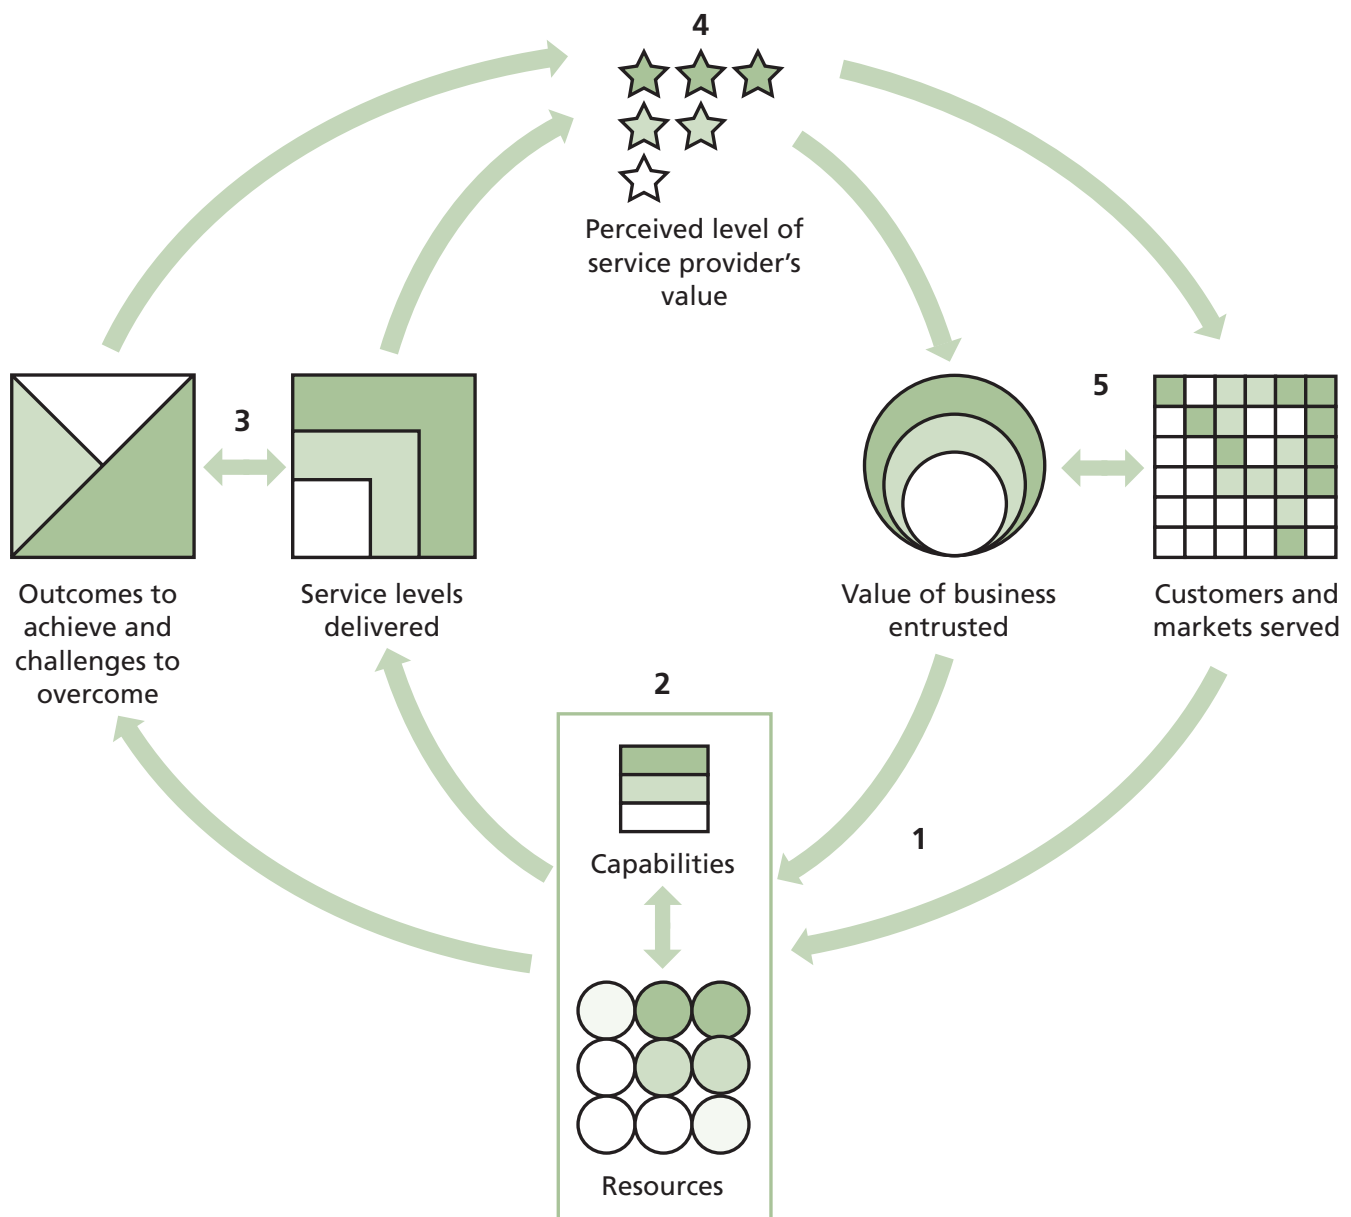 4
Perceived level of
service provider’s
value
3
5
Outcomes to
achieve and
challenges to
overcome
Service levels
delivered
Value of business
entrusted
Customers and
markets served
2
Capabilities
1
Resources